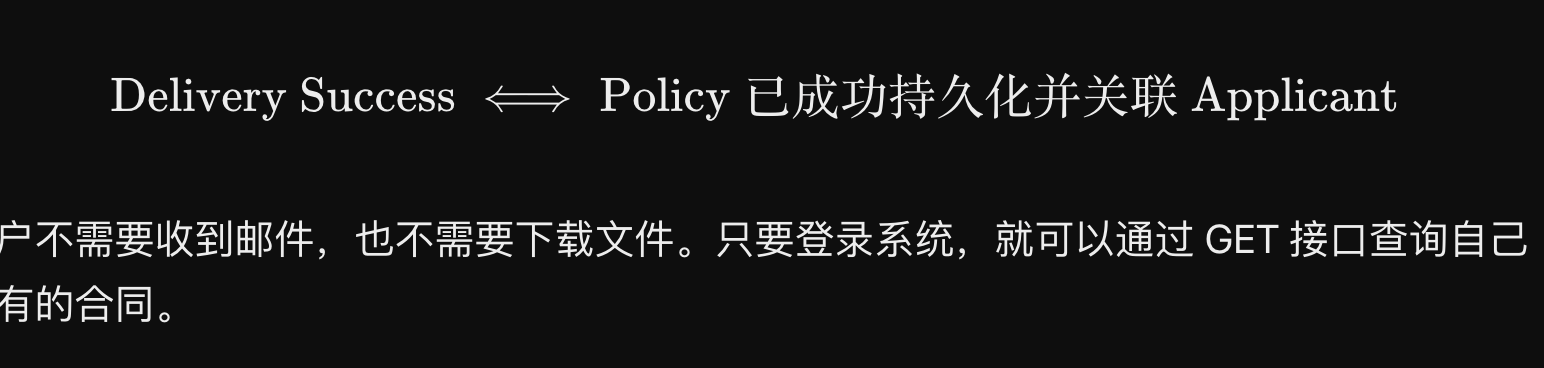 Delivery Success ⟺ Policy 已成功持久化并关联 Applicant
户不需要收到邮件，也不需要下载文件。只要登录系统，就可以通过 GET 接口查询自己
有的合同。